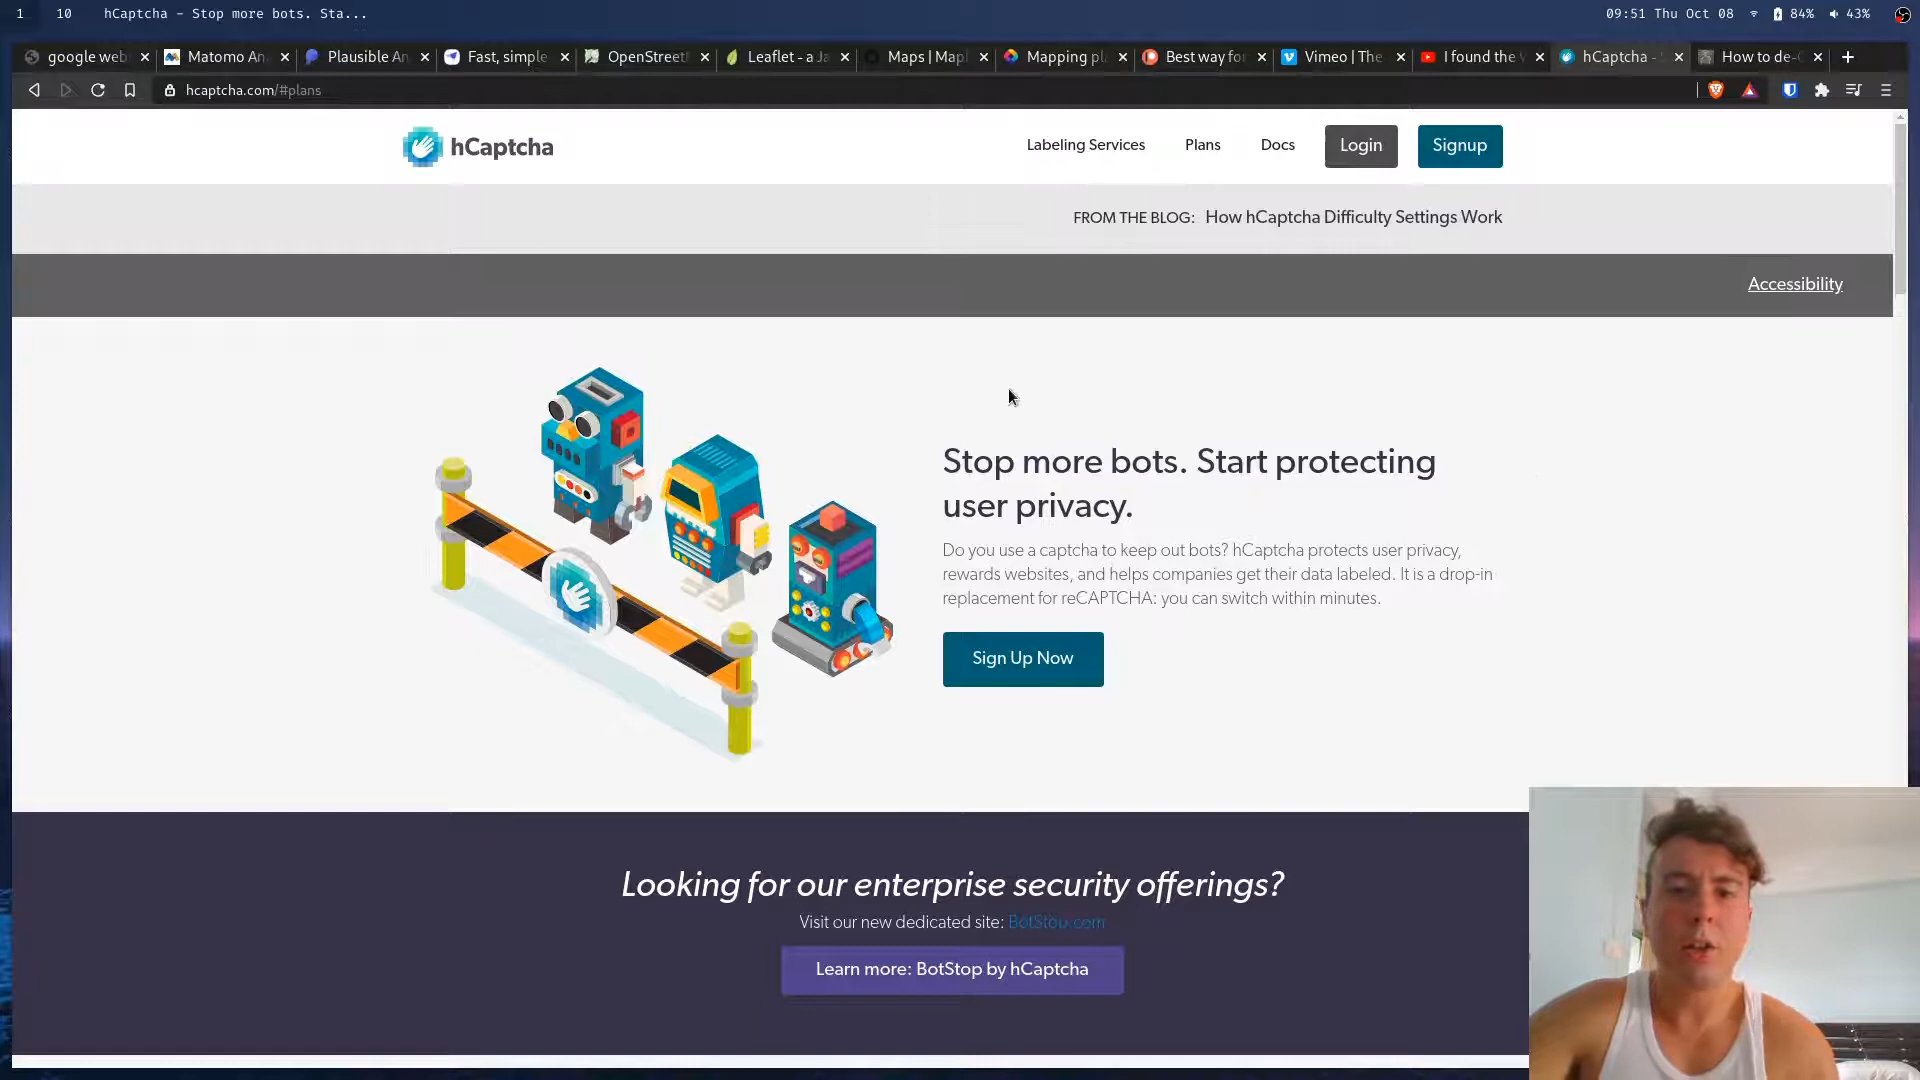 1 10 hCaptcha - Stop more bots. Sta... 09:51 Thu Oct 08 84% 43%
google web Matomo An Plausible An Fast, simple OpenStreet Leaflet - a Ja Maps | Mapl Mapping pl Best way for Vimeo | The I found the hCaptcha - How to de-
hcaptcha.com/#plans
hCaptcha Labeling Services Plans Docs Login Signup
FROM THE BLOG: How hCaptcha Difficulty Settings Work
Accessibility
Stop more bots. Start protecting
user privacy.
Do you use a captcha to keep out bots? hCaptcha protects user privacy,
rewards websites, and helps companies get their data labeled. It is a drop-in
replacement for reCAPTCHA: you can switch within minutes.
Sign Up Now
Looking for our enterprise security offerings?
Visit our new dedicated site: BotStop.com
Learn more: BotStop by hCaptcha